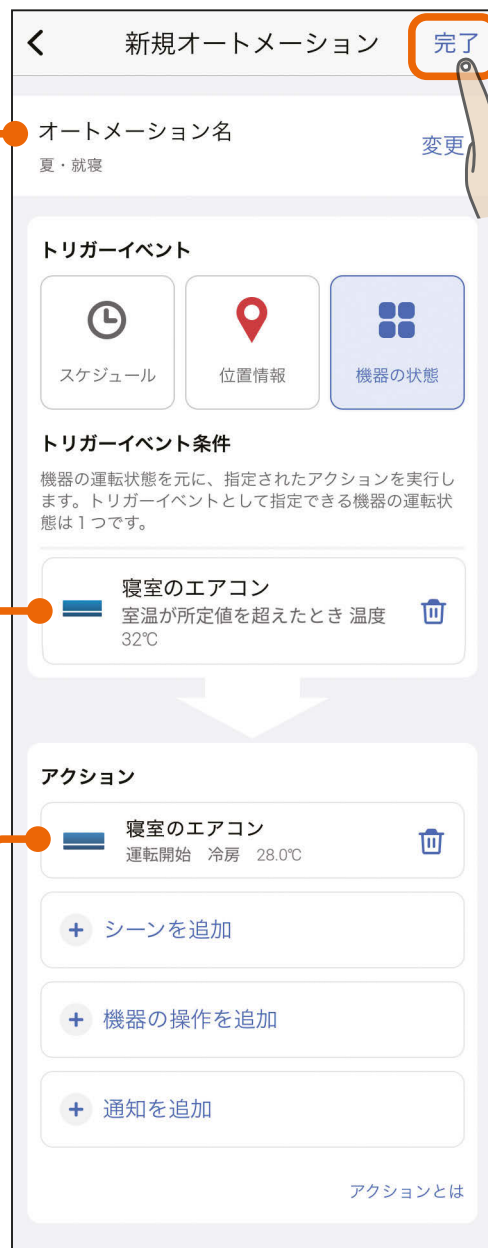 新規オートメーション
完了
オートメーション名
変更
夏・就寝
トリガーイベント
スケジュール
位置情報
機器の状態
トリガーイベント条件
機器の運転状態を元に、指定されたアクションを実行し
ます。トリガーイベントとして指定できる機器の運転状
態は1つです。
寝室のエアコン
室温が所定値を超えたとき 温度
32℃
アクション
寝室のエアコン
運転開始 冷房 28.0℃
+ シーンを追加
+ 機器の操作を追加
+ 通知を追加
アクションとは